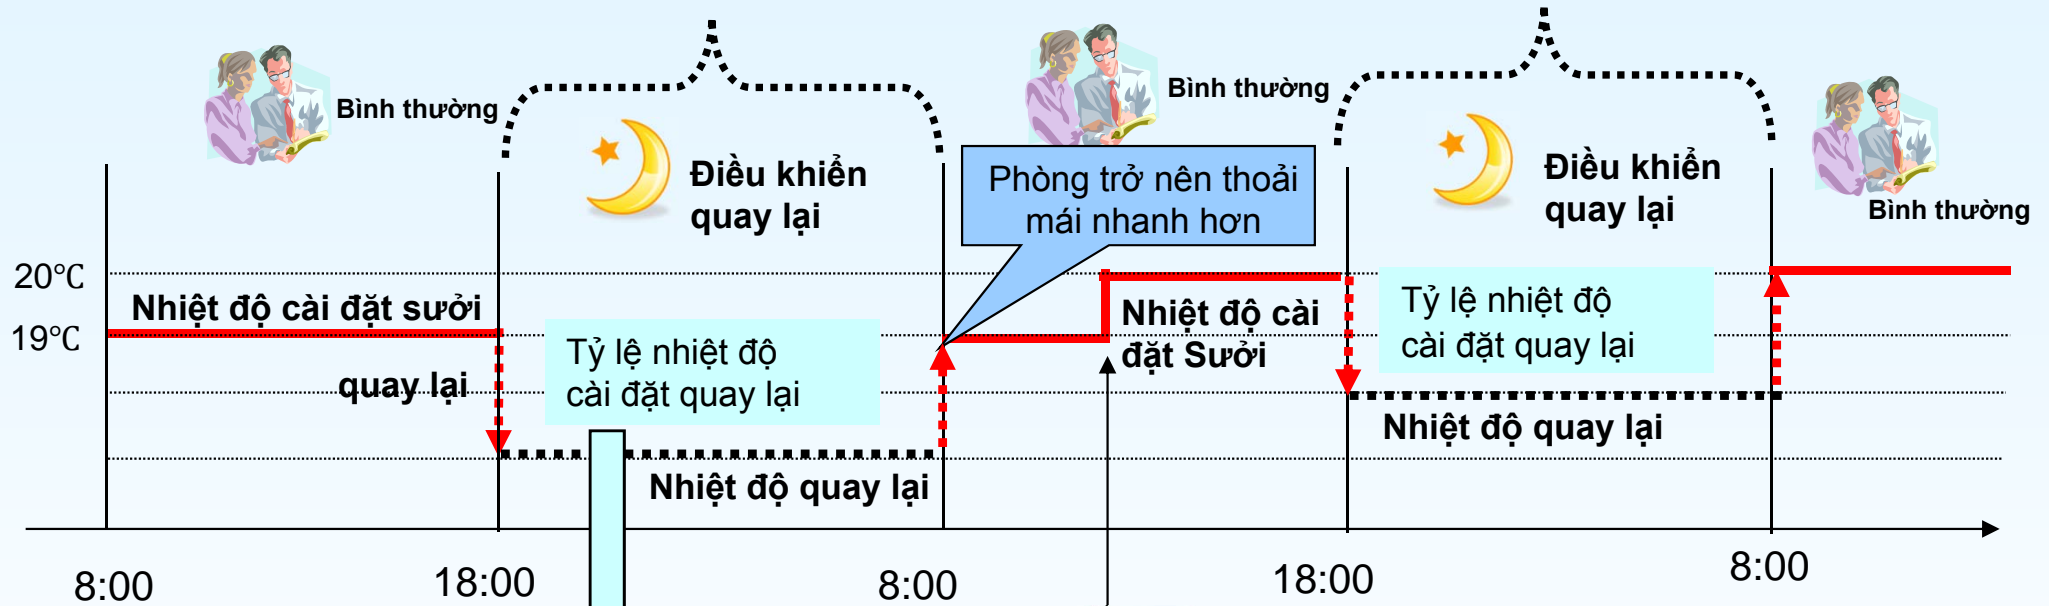 Bình thường
Bình thường
Bình thường
Điều khiển
quay lại
Phòng trở nên thoải
mái nhanh hơn
Điều khiển
quay lại
20℃
19℃
Nhiệt độ cài đặt sưởi
quay lại
Tỷ lệ nhiệt độ
cài đặt quay lại
Nhiệt độ quay lại
Nhiệt độ cài
đặt Sưởi
Tỷ lệ nhiệt độ
cài đặt quay lại
Nhiệt độ quay lại
8:00
18:00
8:00
18:00
8:00